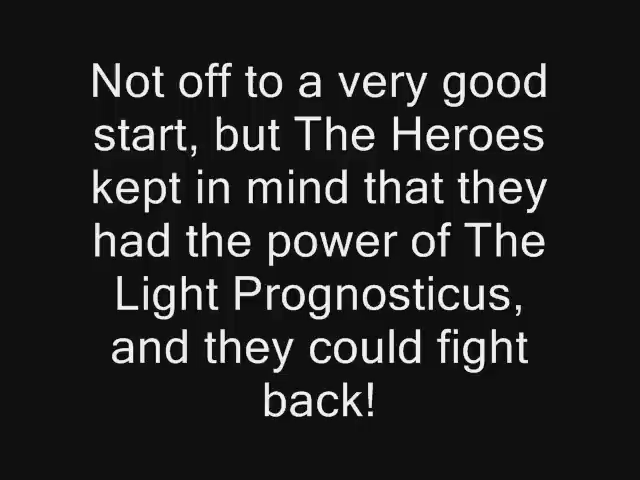 Not off to a very good
start, but The Heroes
kept in mind that they
had the power of The
Light Prognosticus,
and they could fight
back!